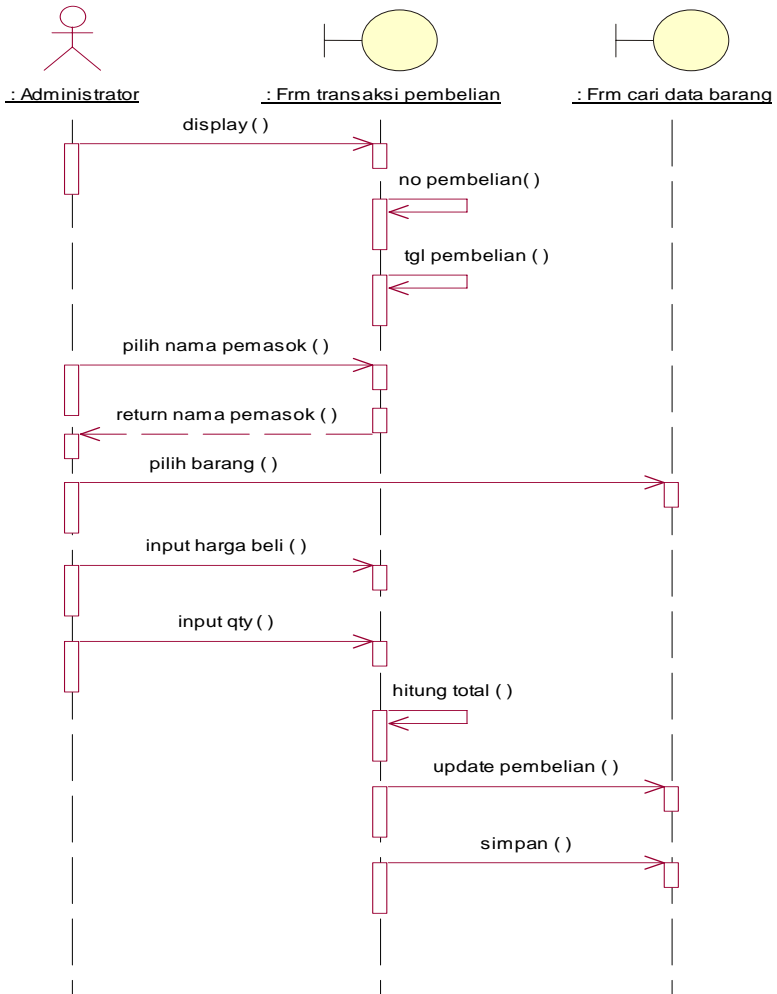 : Administrator
: Frm transaksi pembelian
: Frm cari data barang
display ( )
no pembelian( )
tgl pembelian ( )
pilih nama pemasok ( )
return nama pemasok ( )
pilih barang ( )
input harga beli ( )
input qty ( )
hitung total ( )
update pembelian ( )
simpan ( )